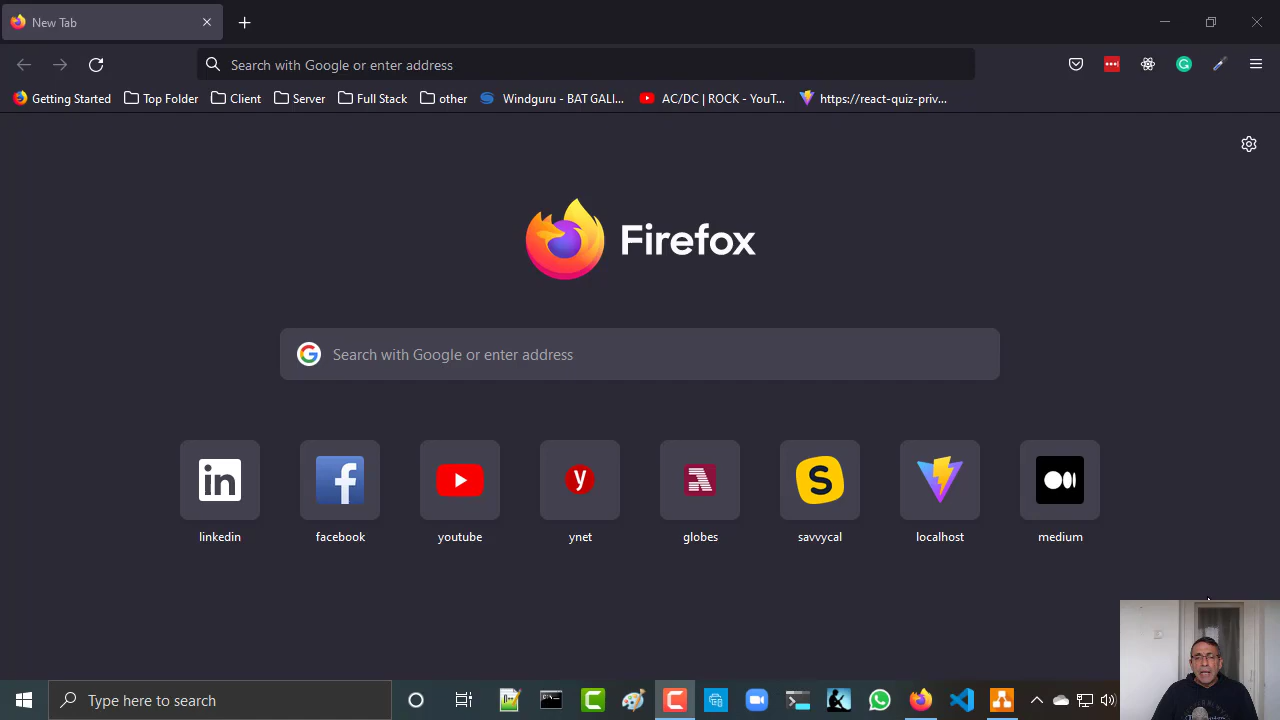 New Tab
Search with Google or enter address
Getting Started Top Folder Client Server Full Stack other Windguru - BAT GALI... AC/DC | ROCK - YouT... https://react-quiz-priv...
Firefox
Search with Google or enter address
linkedin facebook youtube ynet globes savvycal localhost medium
Type here to search